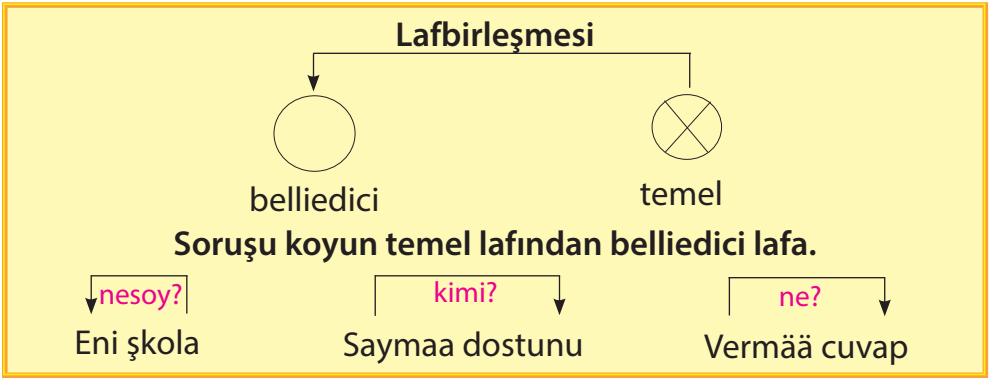 Lafbirleşmesi
belliedici temel
Soruşu koyun temel lafından belliedici lafa.
nesoy? kimi? ne?
Eni şkola Saymaa dostunu Vermää cuvap